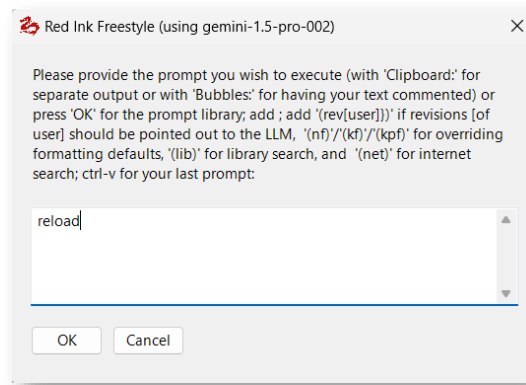 Red Ink Freestyle (using gemini-1.5-pro-002)
Please provide the prompt you wish to execute (with 'Clipboard:' for
separate output or with 'Bubbles:' for having your text commented) or
press 'OK' for the prompt library; add ; add '(rev[user]})' if revisions [of
user] should be pointed out to the LLM,  '(nf)'/'(kf)'/'(kpf)' for overriding
formatting defaults, '(lib)' for library search, and  '(net)' for internet
search; ctrl-v for your last prompt:
reload
OK
Cancel